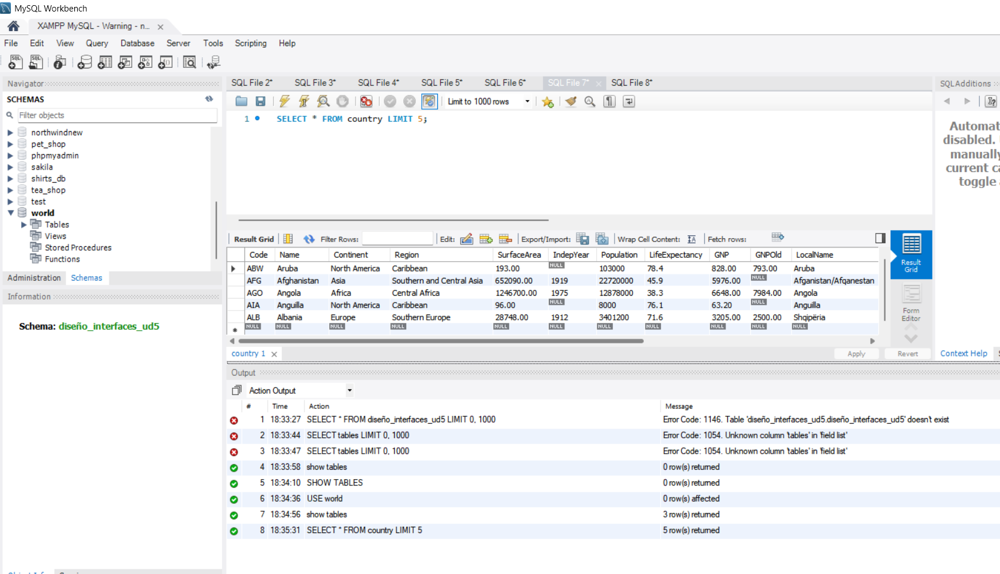 MySQL Workbench
XAMPP MySQL - Warning - n...
File Edit View Query Database Server Tools Scripting Help
Navigator
SCHEMAS
Filter objects
northwindnew
pet_shop
phpmyadmin
sakila
shirts_db
tea_shop
test
world
Tables
Views
Stored Procedures
Functions
Administration Schemas
Information
Schema: diseño_interfaces_ud5
SQL File 2* SQL File 3* SQL File 4* SQL File 5* SQL File 6* SQL File 7* SQL File 8*
Limit to 1000 rows
1 SELECT * FROM country LIMIT 5;
Result Grid Filter Rows: Edit: Export/Import: Wrap Cell Content: Fetch rows:
Code Name Continent Region SurfaceArea IndepYear Population LifeExpectancy GNP GNPOld LocalName
ABW Aruba North America Caribbean 193.00 NULL 103000 78.4 828.00 793.00 Aruba
AFG Afghanistan Asia Southern and Central Asia 652090.00 1919 22720000 45.9 5976.00 NULL Afganistan/Afqanestan
AGO Angola Africa Central Africa 1246700.00 1975 12878000 38.3 6648.00 7984.00 Angola
AIA Anguilla North America Caribbean 96.00 NULL 8000 76.1 63.20 NULL Anguilla
ALB Albania Europe Southern Europe 28748.00 1912 3401200 71.6 3205.00 2500.00 Shqipëria
NULL NULL NULL NULL NULL NULL NULL NULL NULL NULL NULL
Result
Grid
Form
Editor
country 1
Apply Revert
SQLAdditions
Automat
disabled.
manually
current ca
toggle
Context Help
Output
Action Output
# Time Action Message
1 18:33:27 SELECT * FROM diseño_interfaces_ud5 LIMIT 0, 1000 Error Code: 1146. Table 'diseño_interfaces_ud5.diseño_interfaces_ud5' doesn't exist
2 18:33:44 SELECT tables LIMIT 0, 1000 Error Code: 1054. Unknown column 'tables' in 'field list'
3 18:33:47 SELECT tables LIMIT 0, 1000 Error Code: 1054. Unknown column 'tables' in 'field list'
4 18:33:58 show tables 0 row(s) returned
5 18:34:10 SHOW TABLES 0 row(s) returned
6 18:34:36 USE world 0 row(s) affected
7 18:34:56 show tables 3 row(s) returned
8 18:35:31 SELECT * FROM country LIMIT 5 5 row(s) returned